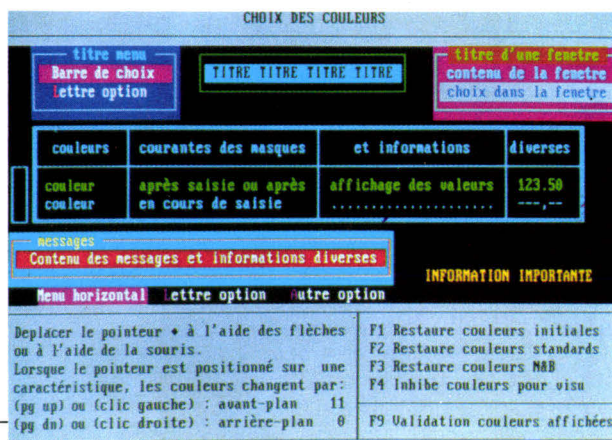 CHOIX DES COULEURS
titre menu
Barre de choix
Lettre option
TITRE TITRE TITRE TITRE
titre d'une fenetre
contenu de la fenetre
choix dans la fenetre
couleurs courantes des masques et informations diverses
couleur après saisie ou après affichage des valeurs 123.50
couleur en cours de saisie ..................... ---,--
messages
Contenu des messages et informations diverses
INFORMATION IMPORTANTE
Menu horizontal Lettre option Autre option
Deplacer le pointeur ♦ à l'aide des flèches
ou à l'aide de la souris.
Lorsque le pointeur est positionné sur une
caractéristique, les couleurs changent par:
(pg up) ou (clic gauche) : avant-plan 11
(pg dn) ou (clic droite) : arrière-plan 0
F1 Restaure couleurs initiales
F2 Restaure couleurs standards
F3 Restaure couleurs N&B
F4 Inhibe couleurs pour visu
F9 Validation couleurs affichées